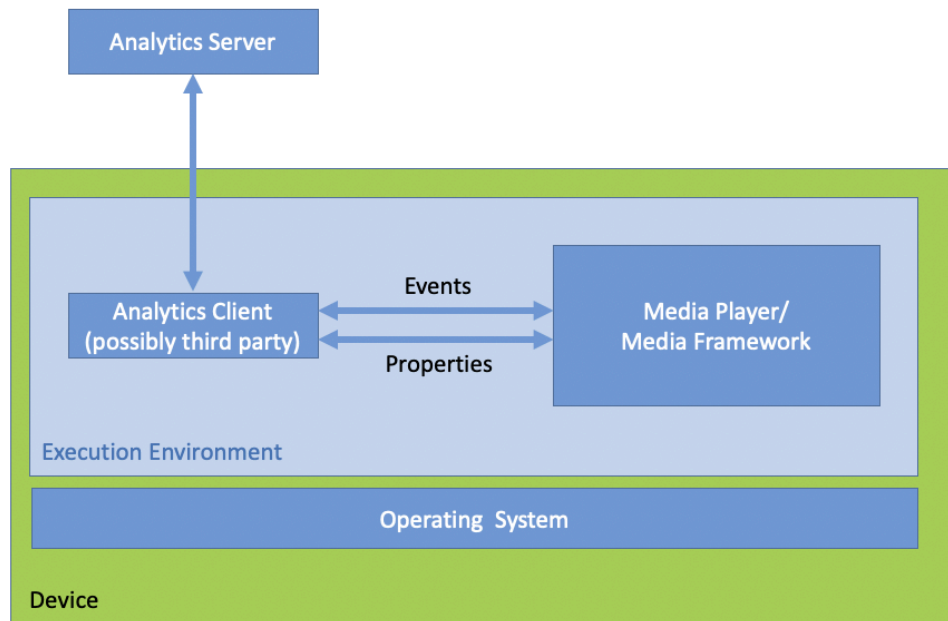 Analytics Server
Events
Analytics Client
(possibly third party)
Media Player/
Media Framework
Properties
Execution Environment
Operating System
Device